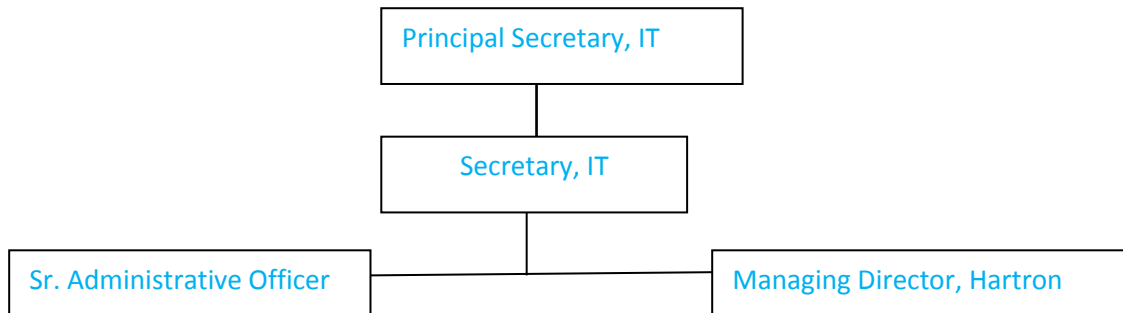 Principal Secretary, IT
Secretary, IT
Sr. Administrative Officer
Managing Director, Hartron